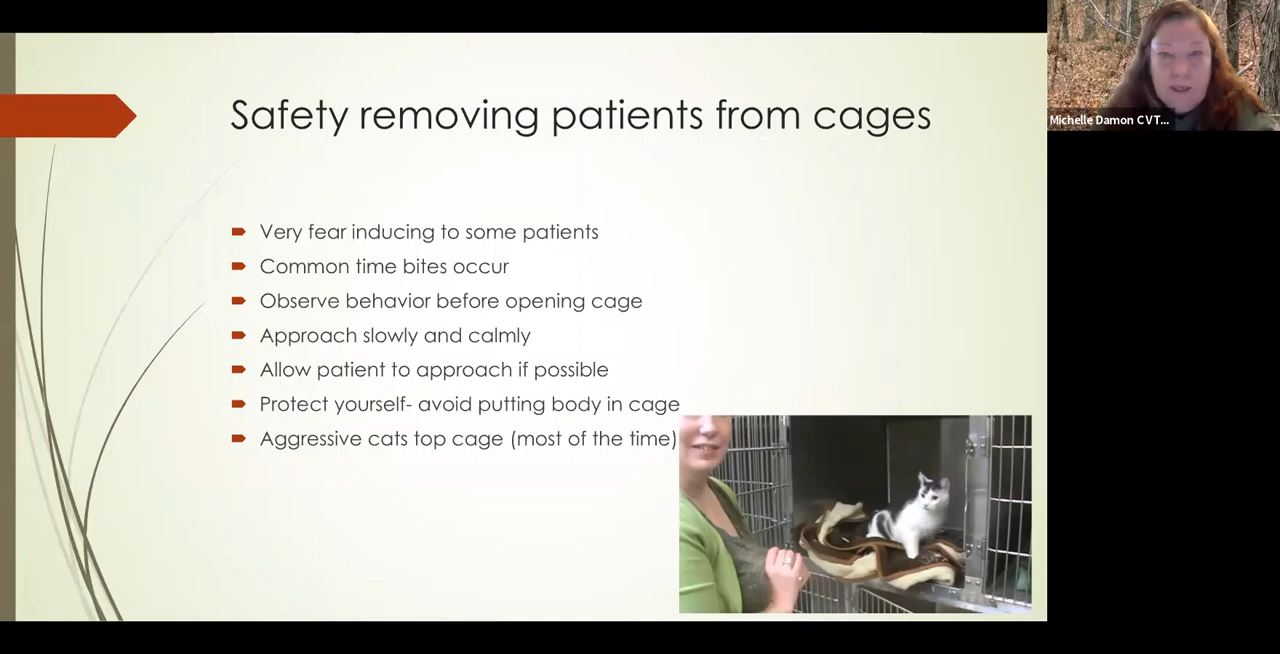 Safety removing patients from cages
Very fear inducing to some patients
Common time bites occur
Observe behavior before opening cage
Approach slowly and calmly
Allow patient to approach if possible
Protect yourself- avoid putting body in cage
Aggressive cats top cage (most of the time)
Michelle Damon CVT...